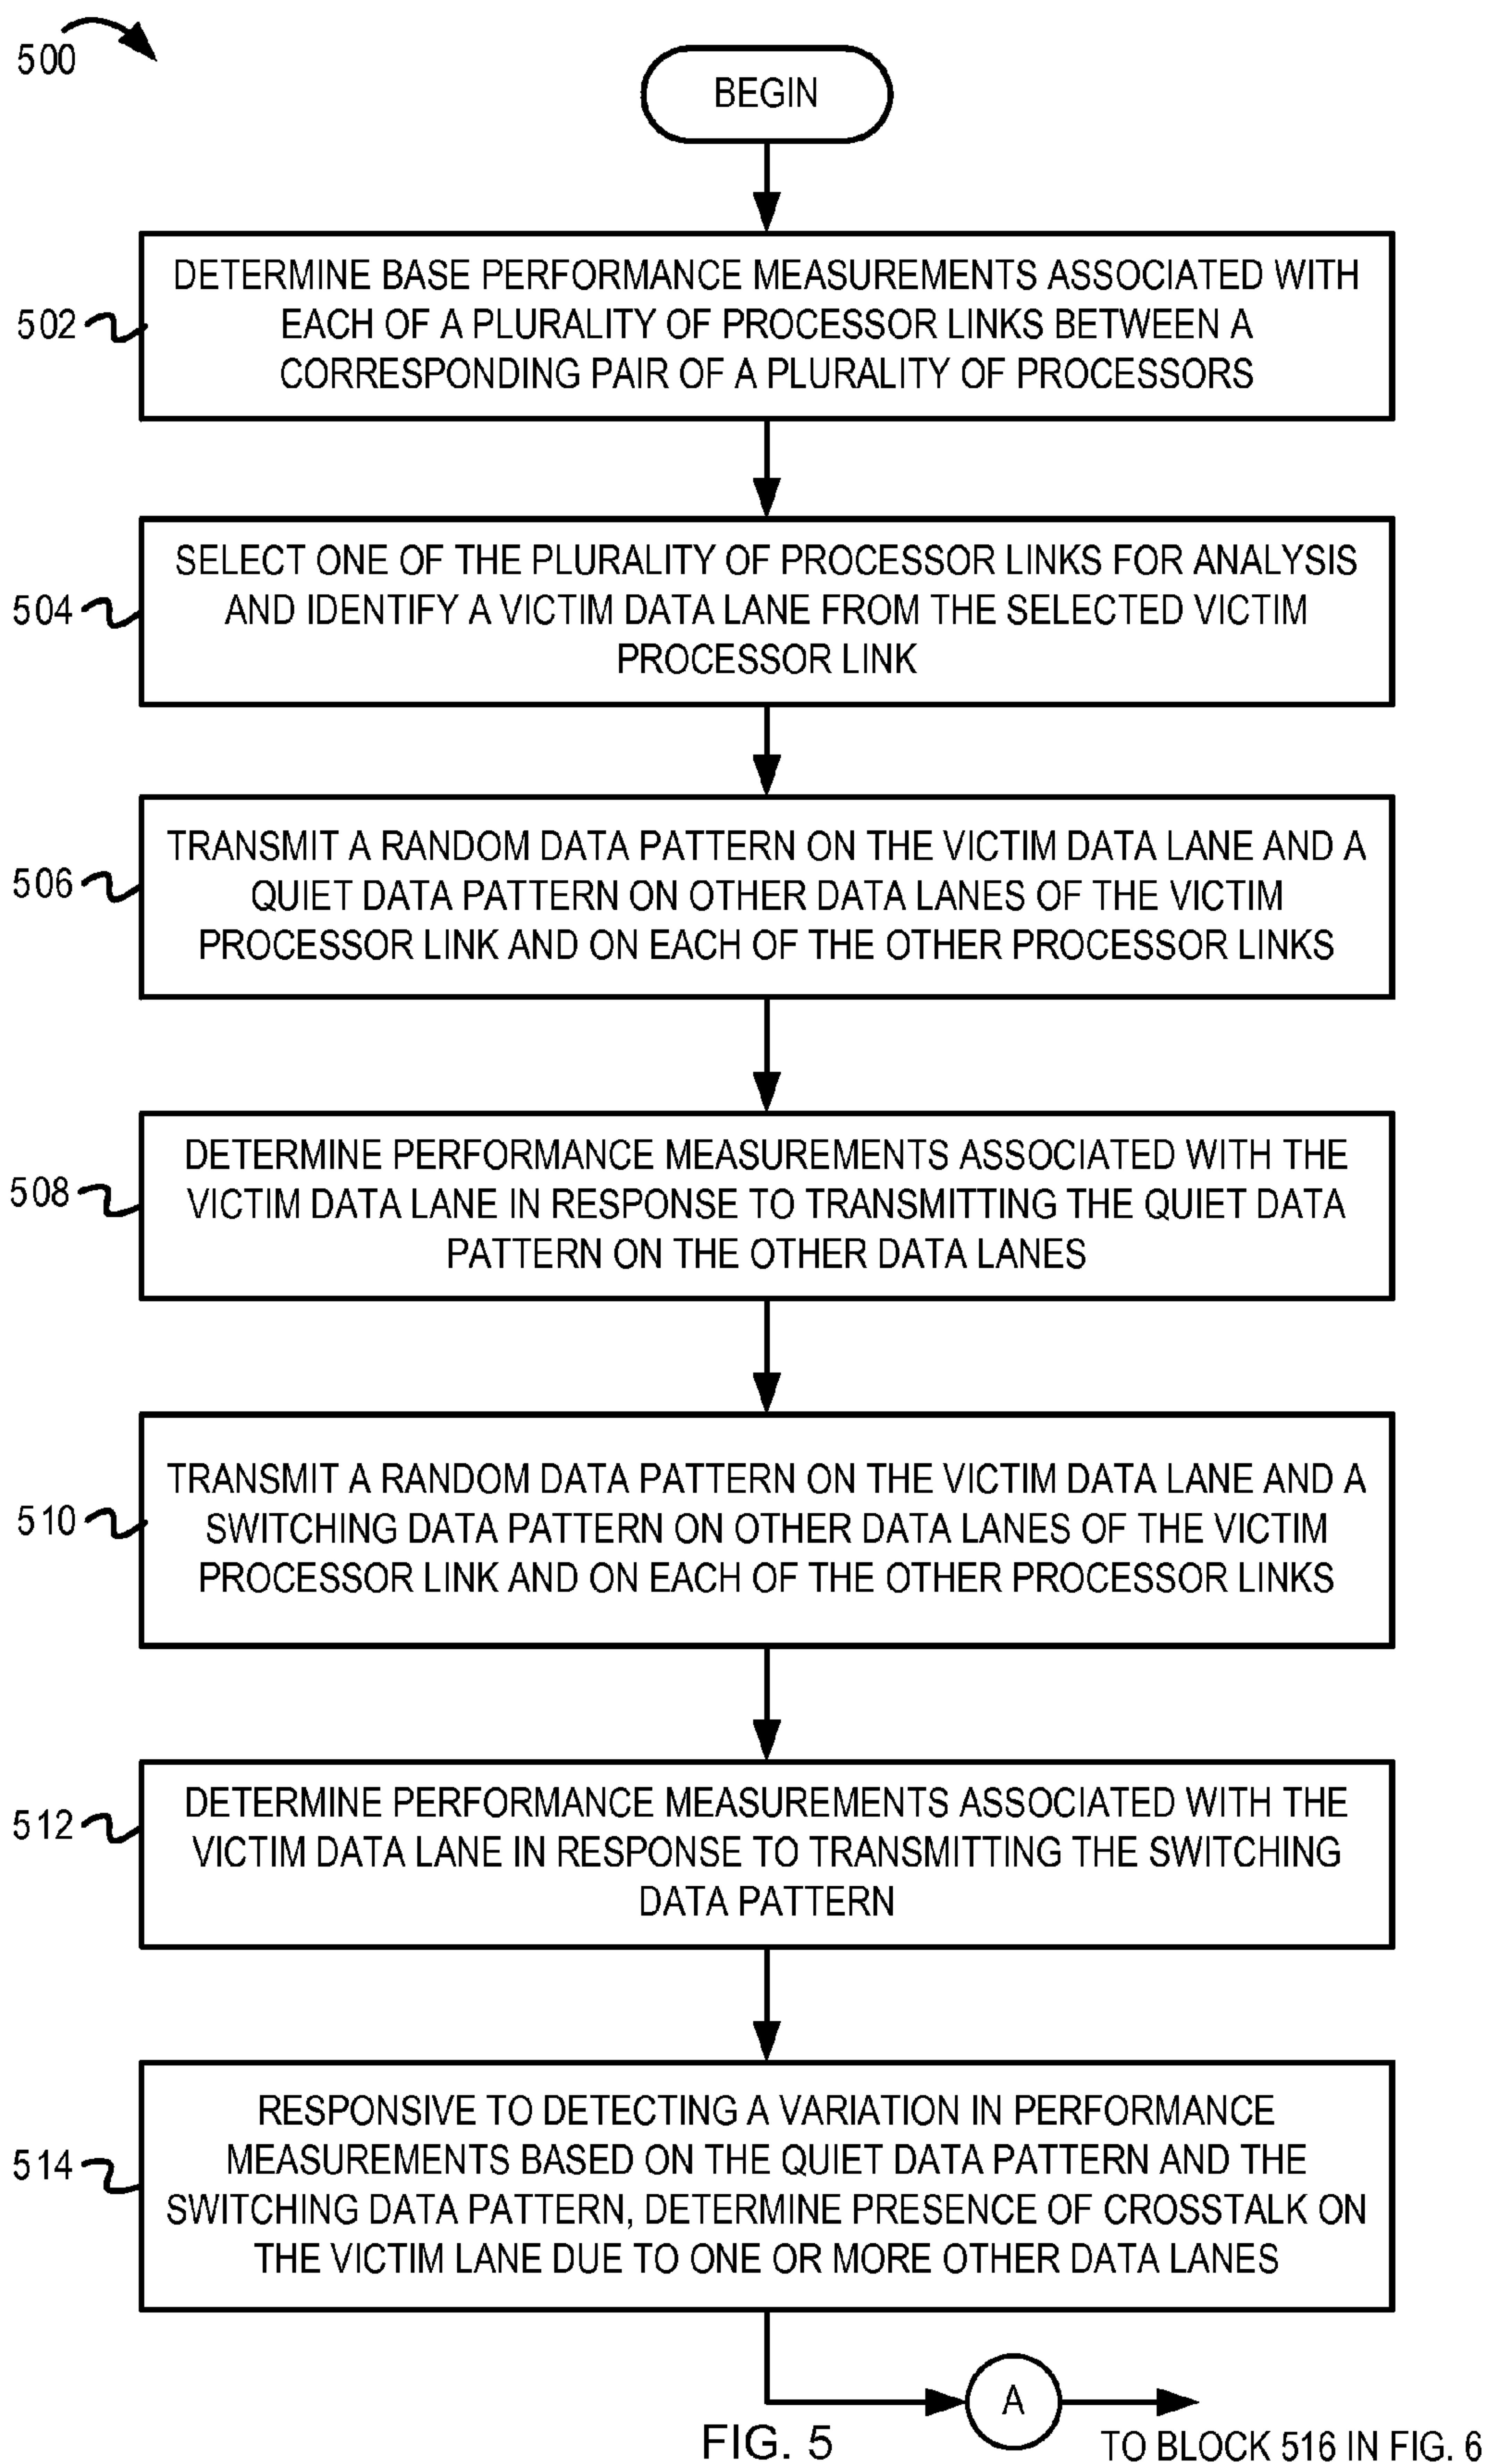 500
BEGIN
502
DETERMINE BASE PERFORMANCE MEASUREMENTS ASSOCIATED WITH
EACH OF A PLURALITY OF PROCESSOR LINKS BETWEEN A
CORRESPONDING PAIR OF A PLURALITY OF PROCESSORS
504
SELECT ONE OF THE PLURALITY OF PROCESSOR LINKS FOR ANALYSIS
AND IDENTIFY A VICTIM DATA LANE FROM THE SELECTED VICTIM
PROCESSOR LINK
506
TRANSMIT A RANDOM DATA PATTERN ON THE VICTIM DATA LANE AND A
QUIET DATA PATTERN ON OTHER DATA LANES OF THE VICTIM
PROCESSOR LINK AND ON EACH OF THE OTHER PROCESSOR LINKS
508
DETERMINE PERFORMANCE MEASUREMENTS ASSOCIATED WITH THE
VICTIM DATA LANE IN RESPONSE TO TRANSMITTING THE QUIET DATA
PATTERN ON THE OTHER DATA LANES
510
TRANSMIT A RANDOM DATA PATTERN ON THE VICTIM DATA LANE AND A
SWITCHING DATA PATTERN ON OTHER DATA LANES OF THE VICTIM
PROCESSOR LINK AND ON EACH OF THE OTHER PROCESSOR LINKS
512
DETERMINE PERFORMANCE MEASUREMENTS ASSOCIATED WITH THE
VICTIM DATA LANE IN RESPONSE TO TRANSMITTING THE SWITCHING
DATA PATTERN
514
RESPONSIVE TO DETECTING A VARIATION IN PERFORMANCE
MEASUREMENTS BASED ON THE QUIET DATA PATTERN AND THE
SWITCHING DATA PATTERN, DETERMINE PRESENCE OF CROSSTALK ON
THE VICTIM LANE DUE TO ONE OR MORE OTHER DATA LANES
A
FIG. 5
TO BLOCK 516 IN FIG. 6